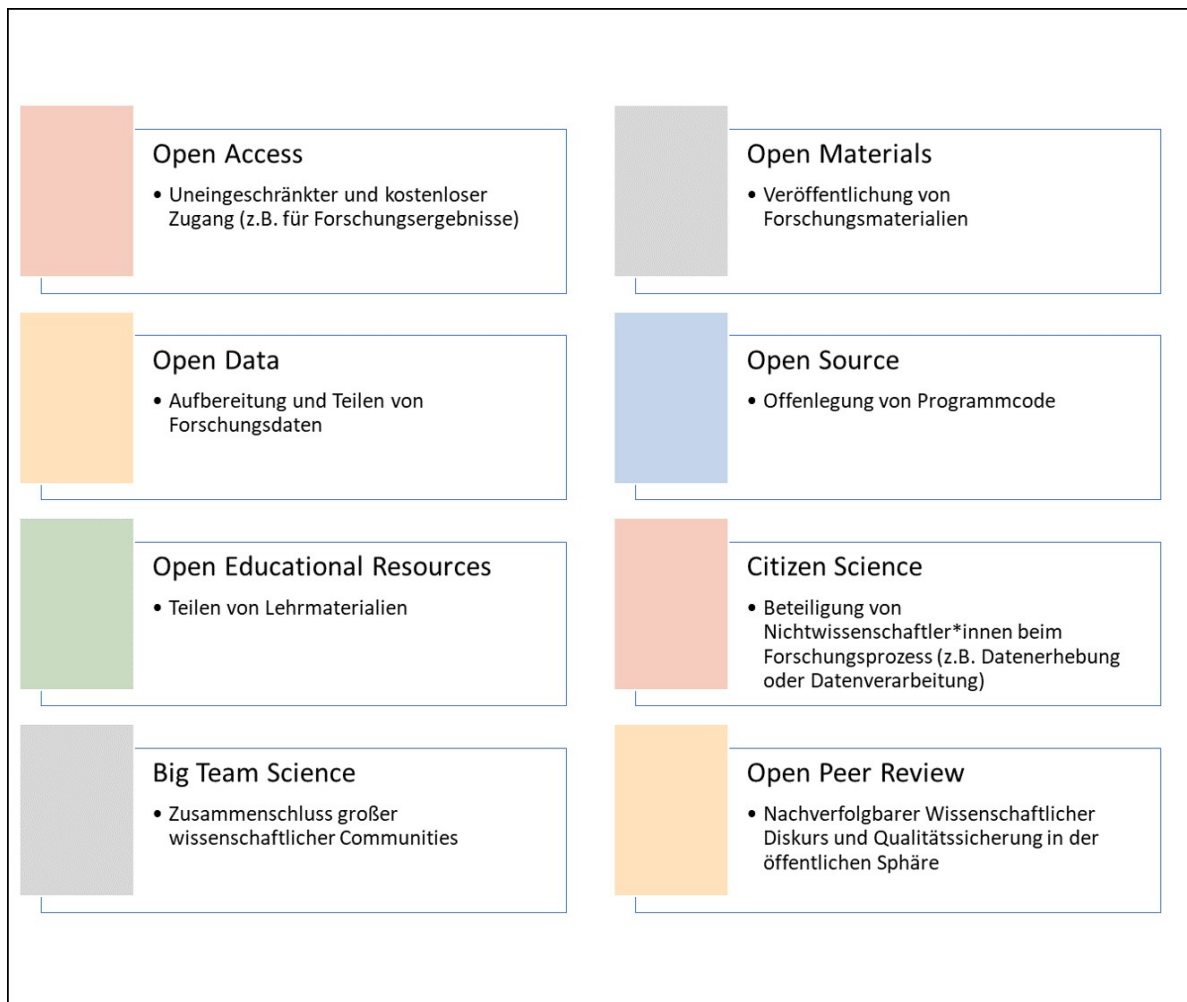 Open Access
• Uneingeschränkter und kostenloser
Zugang (z.B. für Forschungsergebnisse)
Open Materials
• Veröffentlichung von
Forschungsmaterialien
Open Data
• Aufbereitung und Teilen von
Forschungsdaten
Open Source
• Offenlegung von Programmcode
Open Educational Resources
• Teilen von Lehrmaterialien
Citizen Science
• Beteiligung von
Nichtwissenschaftler*innen beim
Forschungsprozess (z.B. Datenerhebung
oder Datenverarbeitung)
Big Team Science
• Zusammenschluss großer
wissenschaftlicher Communities
Open Peer Review
• Nachverfolgbarer Wissenschaftlicher
Diskurs und Qualitätssicherung in der
öffentlichen Sphäre